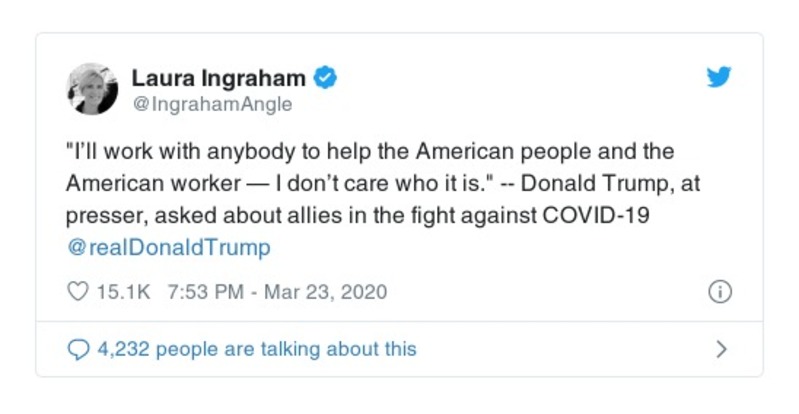 Laura Ingraham
@IngrahamAngle
"I’ll work with anybody to help the American people and the
American worker — I don’t care who it is." -- Donald Trump, at
presser, asked about allies in the fight against COVID-19
@realDonaldTrump
15.1K 7:53 PM - Mar 23, 2020
4,232 people are talking about this